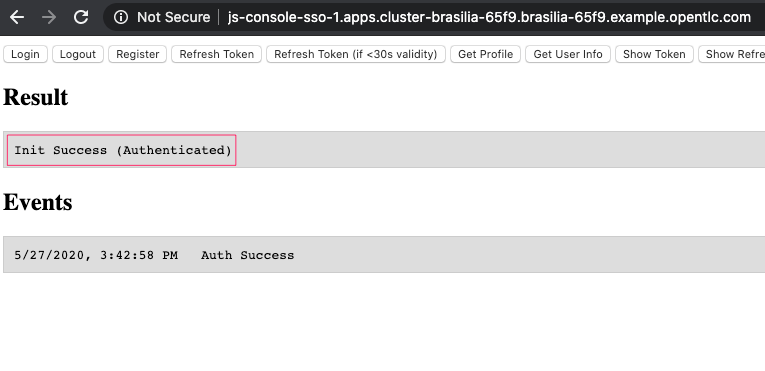 Not Secure js-console-sso-1.apps.cluster-brasilia-65f9.brasilia-65f9.example.opentlc.com
Login Logout Register Refresh Token Refresh Token (if <30s validity) Get Profile Get User Info Show Token Show Refre
Result
Init Success (Authenticated)
Events
5/27/2020, 3:42:58 PM Auth Success